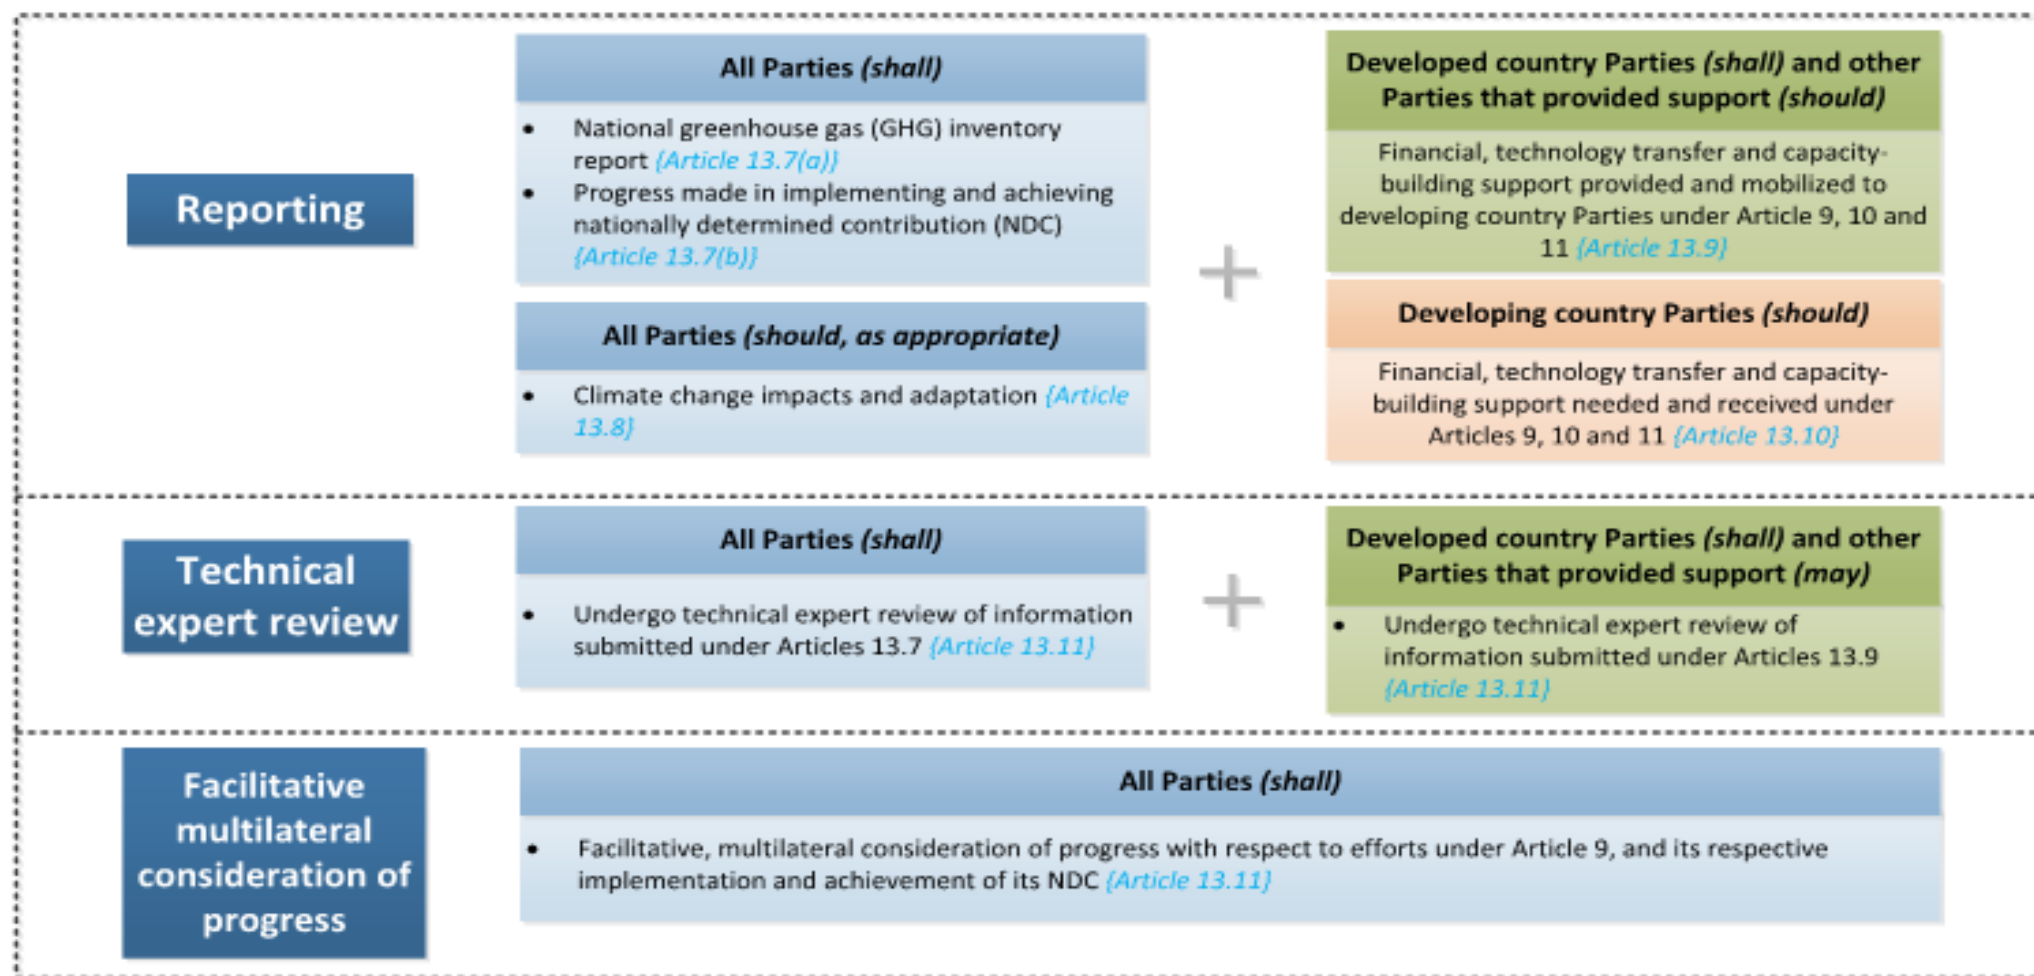 Reporting
All Parties (shall)
• National greenhouse gas (GHG) inventory
report {Article 13.7(a)}
• Progress made in implementing and achieving
nationally determined contribution (NDC)
{Article 13.7(b)}
All Parties (should, as appropriate)
• Climate change impacts and adaptation {Article
13.8}
+
Developed country Parties (shall) and other
Parties that provided support (should)
Financial, technology transfer and capacity-
building support provided and mobilized to
developing country Parties under Article 9, 10 and
11 {Article 13.9}
Developing country Parties (should)
Financial, technology transfer and capacity-
building support needed and received under
Articles 9, 10 and 11 {Article 13.10}
Technical
expert review
All Parties (shall)
• Undergo technical expert review of information
submitted under Articles 13.7 {Article 13.11}
+
Developed country Parties (shall) and other
Parties that provided support (may)
• Undergo technical expert review of
information submitted under Articles 13.9
{Article 13.11}
Facilitative
multilateral
consideration of
progress
All Parties (shall)
• Facilitative, multilateral consideration of progress with respect to efforts under Article 9, and its respective
implementation and achievement of its NDC {Article 13.11}